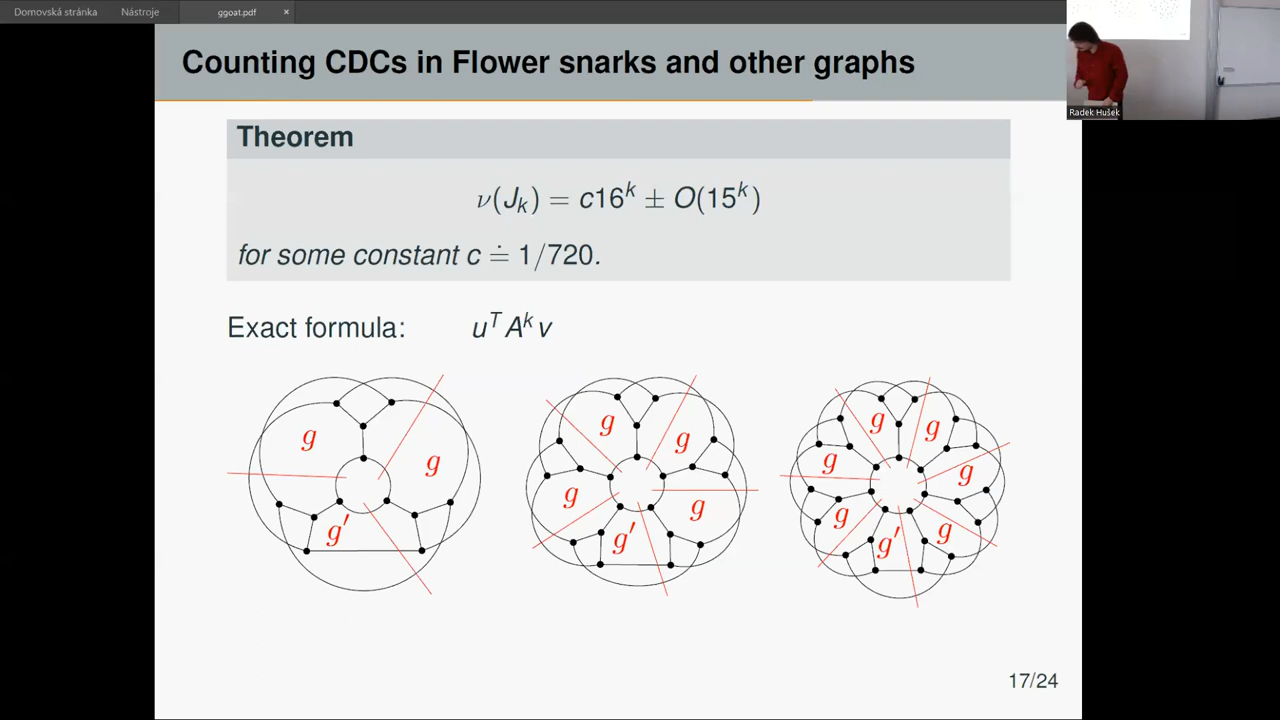 Domovská stránka Nástroje ggoat.pdf ×
Counting CDCs in Flower snarks and other graphs
Radek Hušek
Theorem
ν(J_k) = c16^k ± O(15^k)
for some constant c ≐ 1/720.
Exact formula: u^T A^k v
g g g'
g g g g g'
g g g g g g g'
17/24